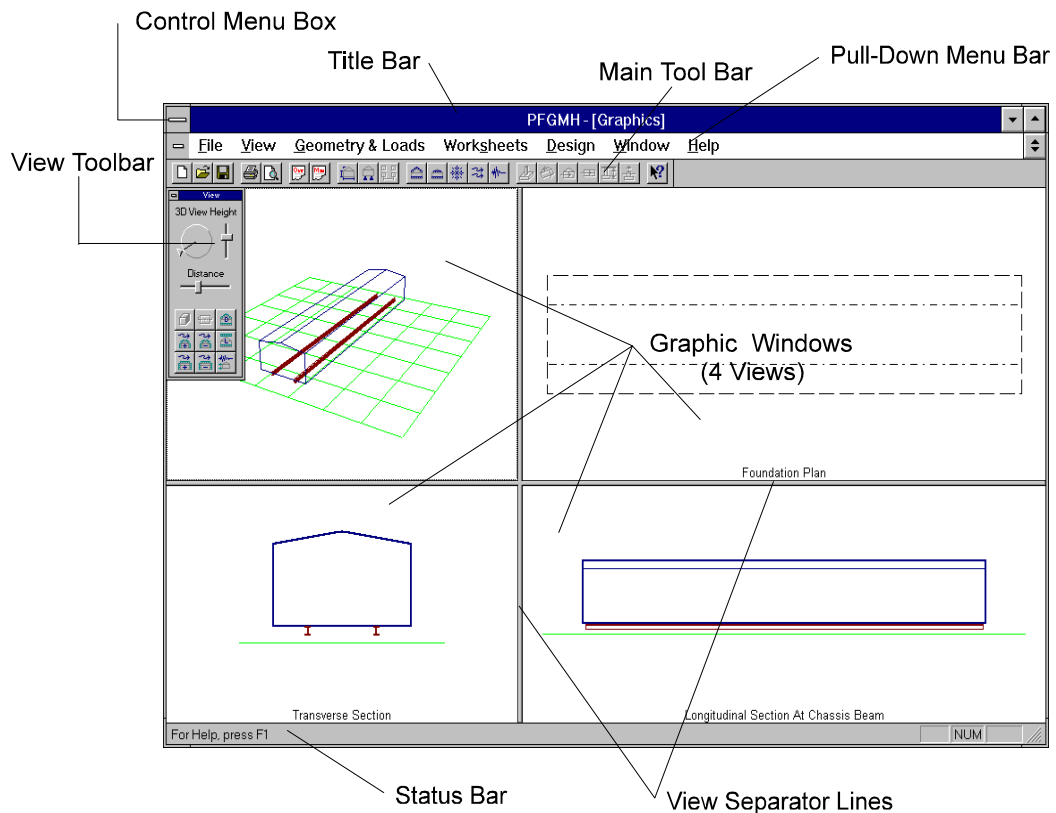 Control Menu Box
Title Bar
Main Tool Bar
Pull-Down Menu Bar
PFGMH - [Graphics]
View Toolbar
File View Geometry & Loads Worksheets Design Window Help
View
3D View Height
Distance
Graphic Windows
(4 Views)
Foundation Plan
Transverse Section
Longitudinal Section At Chassis Beam
For Help, press F1
NUM
Status Bar
View Separator Lines